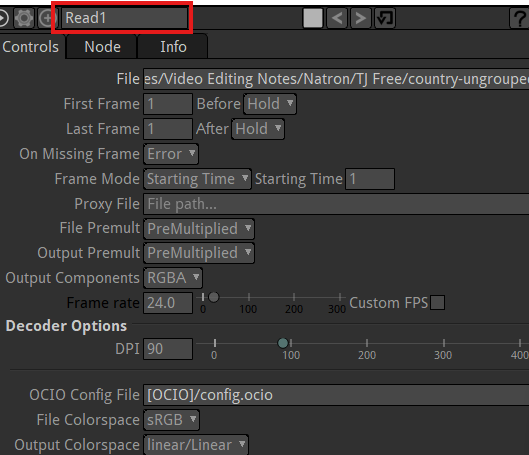 Read1 ?
Controls Node Info
File es/Video Editing Notes/Natron/TJ Free/country-ungroupe
First Frame 1 Before Hold
Last Frame 1 After Hold
On Missing Frame Error
Frame Mode Starting Time Starting Time 1
Proxy File File path...
File Premult PreMultiplied
Output Premult PreMultiplied
Output Components RGBA
Frame rate 24.0 0 100 200 300 Custom FPS
Decoder Options
DPI 90 0 100 200 300 400
OCIO Config File [OCIO]/config.ocio
File Colorspace sRGB
Output Colorspace linear/Linear